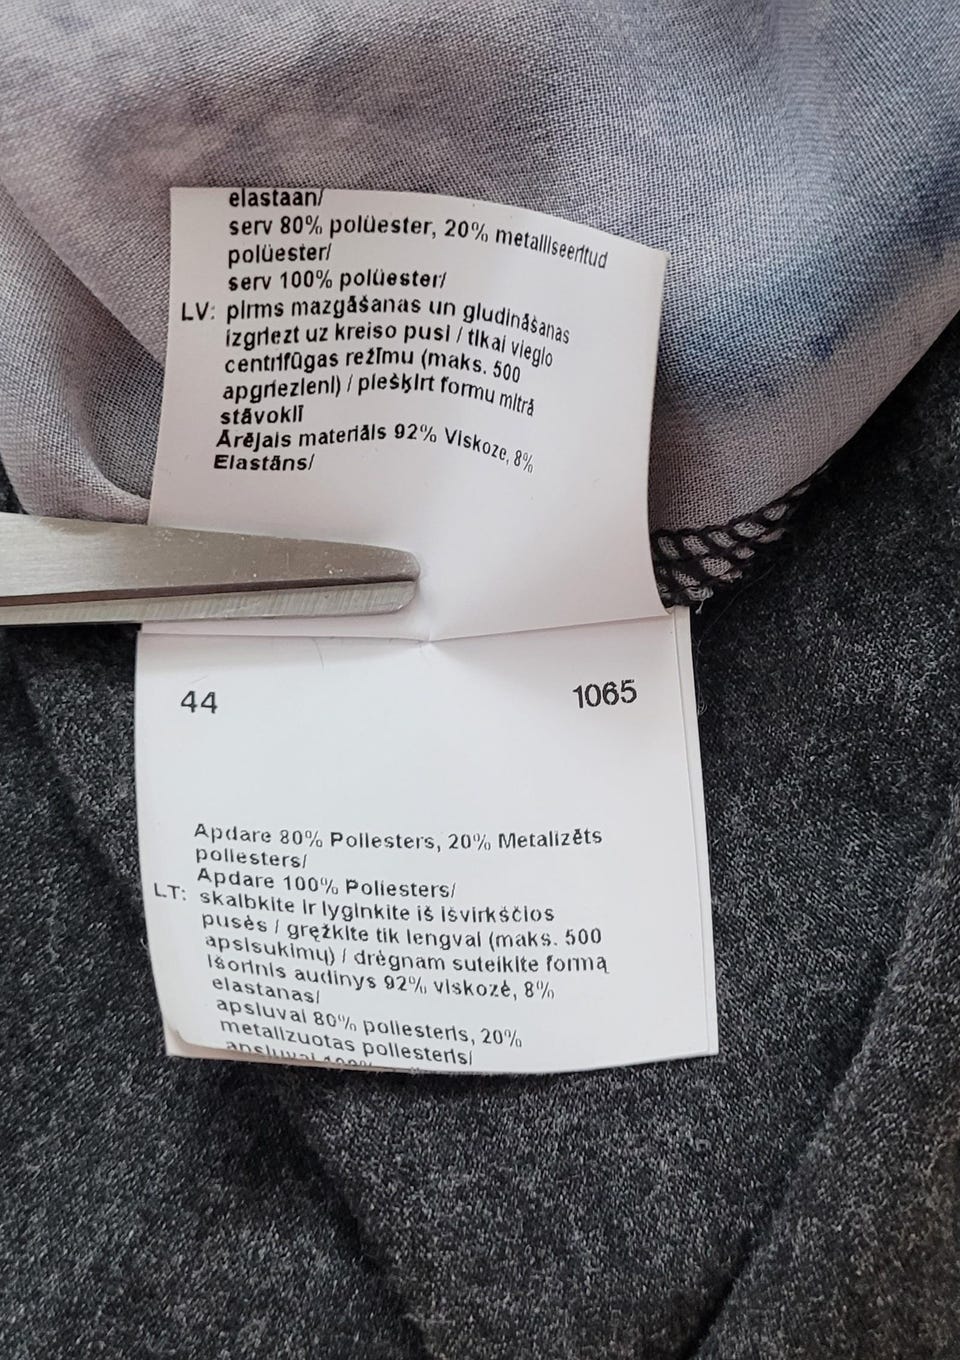 elastaan/
serv 80% polüester, 20% metalliseeritud
polüester/
serv 100% polüester/
LV: pirms mazgāšanas un gludināšanas
izgriezt uz kreiso pusi / tikai vieglo
centrifūgas režīmu (maks. 500
apgriezieni) / piešķirt formu mitrā
stāvoklī
Ārējais materiāls 92% Viskoze, 8%
Elastāns/
44 1065
Apdare 80% Poliesters, 20% Metalizēts
poliesters/
Apdare 100% Poliesters/
LT: skalbkite ir lyginkite iš išvirkščios
pusės / gręžkite tik lengvai (maks. 500
apsisukimų) / drėgnam suteikite formą
Išorinis audinys 92% viskozė, 8%
elastanas/
apsiuvai 80% poliesteris, 20%
metalizuotas poliesteris/
apsiuvai 100%